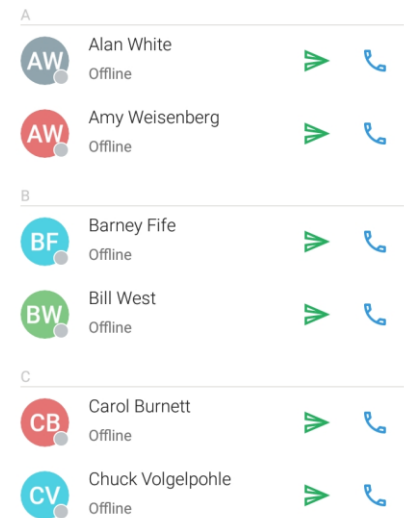 A
AW
Alan White
Offline
AW
Amy Weisenberg
Offline
B
BF
Barney Fife
Offline
BW
Bill West
Offline
C
CB
Carol Burnett
Offline
CV
Chuck Volgelpohle
Offline